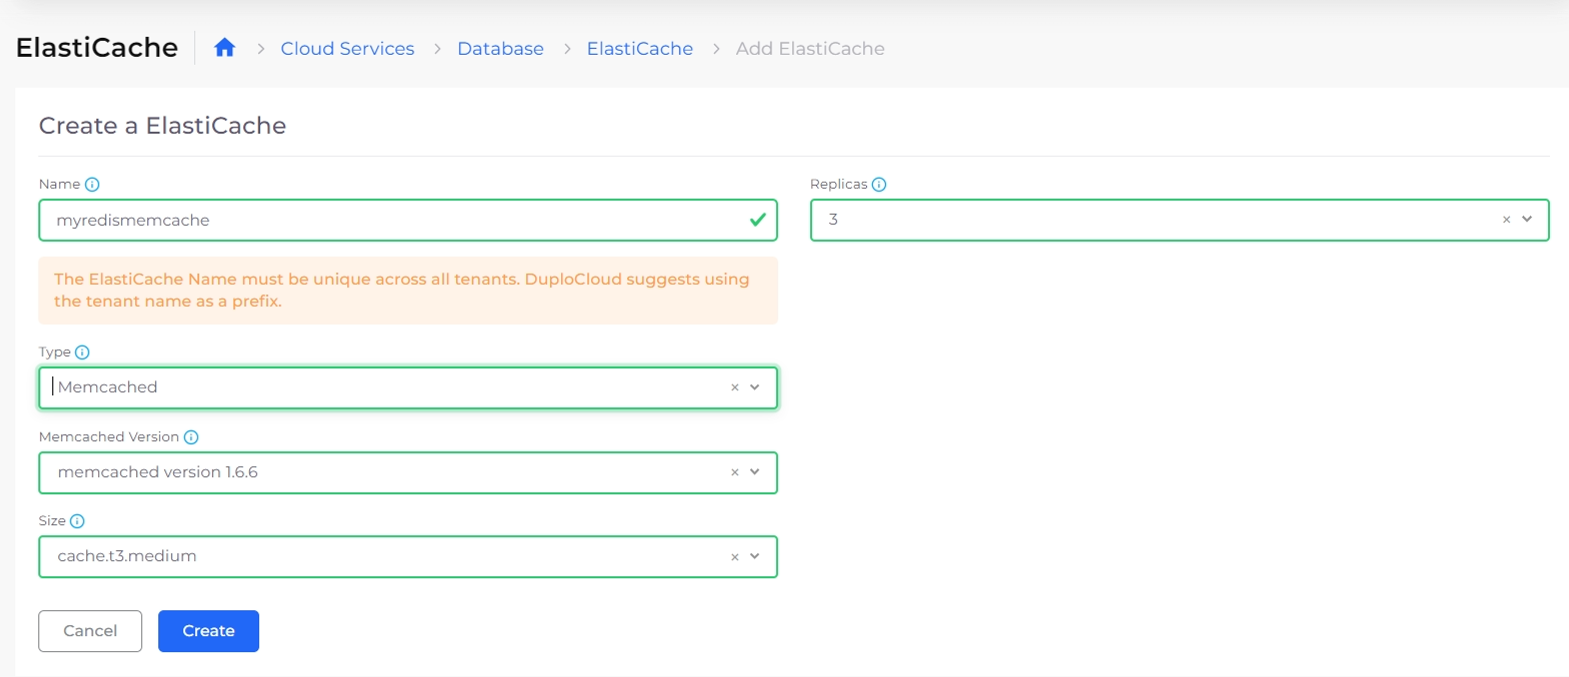 ElastiCache
Cloud Services > Database > ElastiCache > Add ElastiCache
Create a ElastiCache
Name
myredismemcache
The ElastiCache Name must be unique across all tenants. DuploCloud suggests using
the tenant name as a prefix.
Replicas
3
Type
Memcached
Memcached Version
memcached version 1.6.6
Size
cache.t3.medium
Cancel
Create